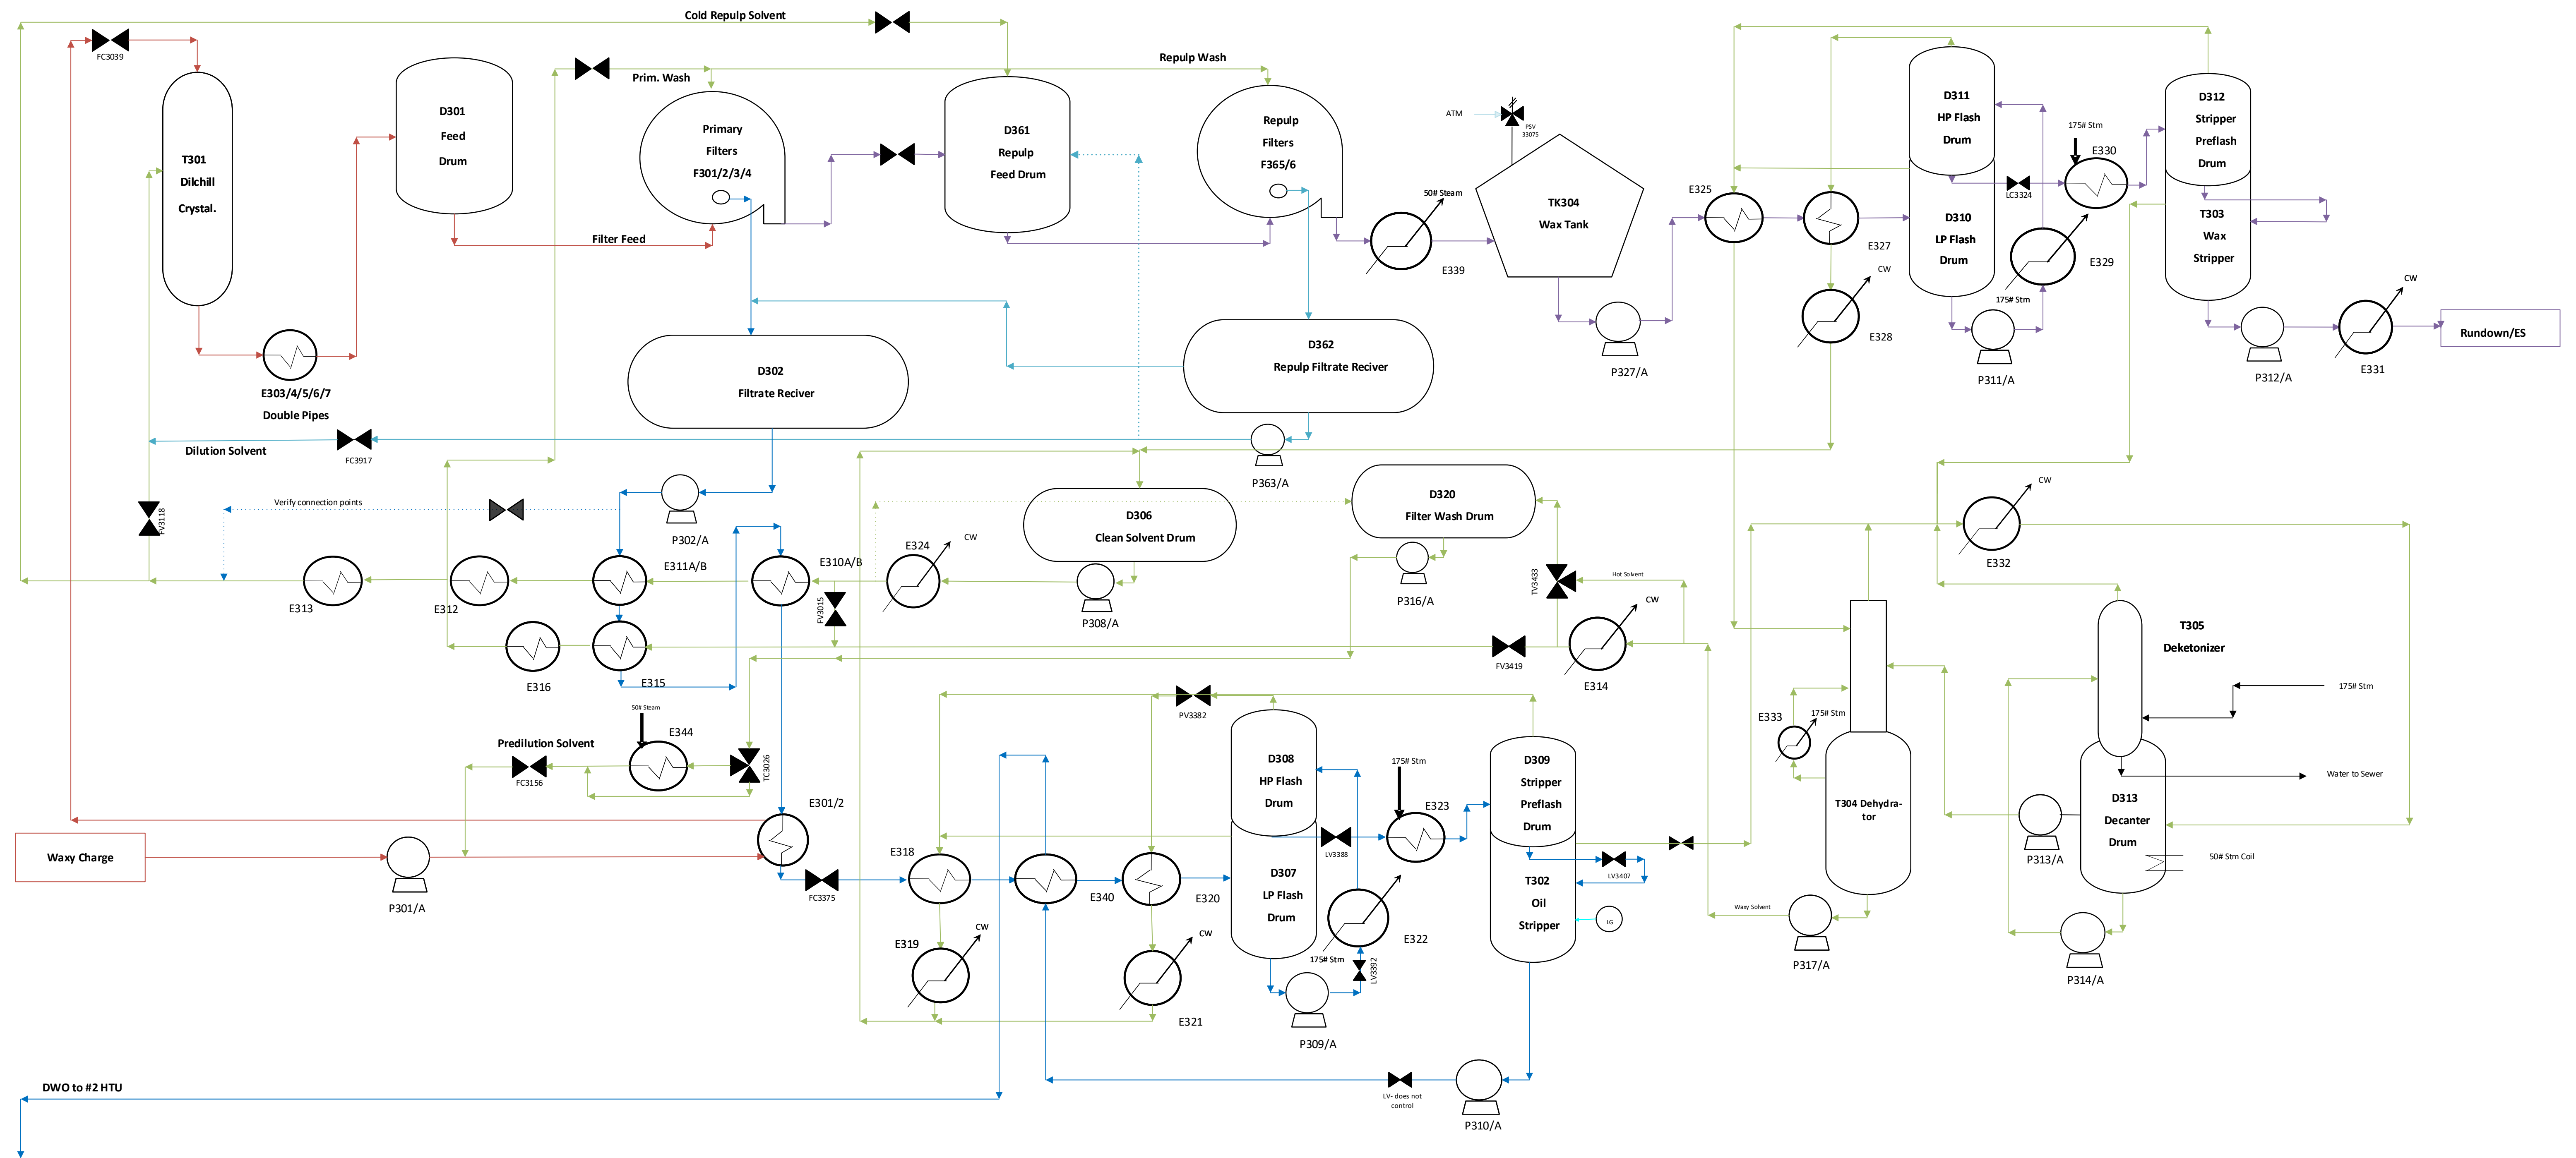 Cold Repulp Solvent
FC3039
Prim. Wash
Repulp Wash
D301
Feed
Drum
T301
Dilchill
Crystal.
Primary
Filters
F301/2/3/4
D361
Repulp
Feed Drum
Repulp
Filters
F365/6
ATM
PSV
33075
TK304
Wax Tank
50# Steam
E339
E325
E327
CW
E328
D311
HP Flash
Drum
D310
LP Flash
Drum
LC3324
175# Stm
E330
E329
175# Stm
D312
Stripper
Preflash
Drum
T303
Wax
Stripper
CW
Rundown/ES
P327/A
P311/A
P312/A
E331
Filter Feed
E303/4/5/6/7
Double Pipes
D302
Filtrate Reciver
D362
Repulp Filtrate Reciver
Dilution Solvent
FC3917
P363/A
Verify connection points
FV3118
P302/A
E311A/B
E310A/B
E324
CW
D306
Clean Solvent Drum
D320
Filter Wash Drum
P308/A
P316/A
TV3433
Hot Solvent
CW
E332
CW
E313
E312
FV3015
E316
E315
FV3419
E314
T305
Deketonizer
175# Stm
50# Steam
E344
Predilution Solvent
FC3156
TC3026
PV3382
E333
175# Stm
Water to Sewer
D308
HP Flash
Drum
175# Stm
E323
D309
Stripper
Preflash
Drum
T304 Dehydra-
tor
D313
Decanter
Drum
P313/A
50# Stm Coil
E301/2
Waxy Charge
P301/A
FC3375
E318
E340
E320
LV3388
LV3407
D307
LP Flash
Drum
T302
Oil
Stripper
LG
Waxy Solvent
P317/A
P314/A
E319
CW
CW
E321
E322
175# Stm
LV3392
P309/A
DWO to #2 HTU
LV- does not
control
P310/A